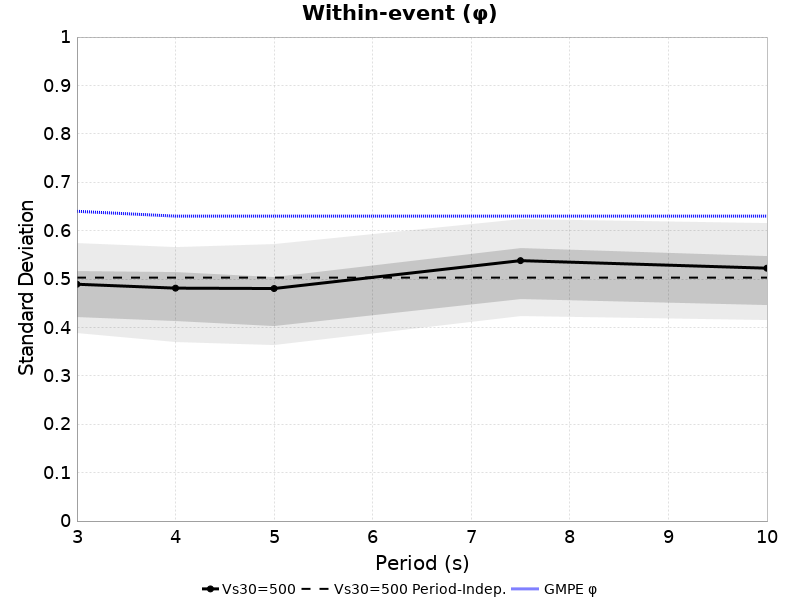 Within-event (φ)
Standard Deviation
1
0.9
0.8
0.7
0.6
0.5
0.4
0.3
0.2
0.1
0
3 4 5 6 7 8 9 10
Period (s)
Vs30=500 Vs30=500 Period-Indep. GMPE φ